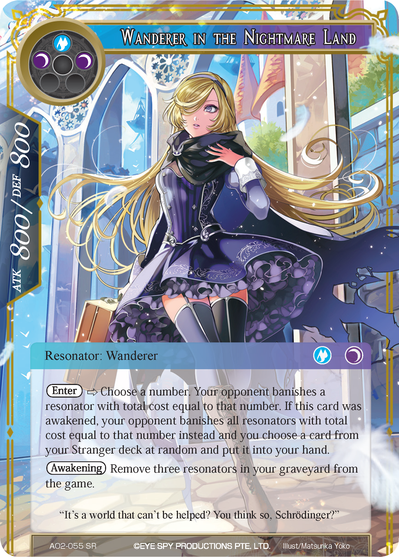 Wanderer in the Nightmare Land
ATK 800 / DEF 800
Resonator: Wanderer
Enter ⇨ Choose a number. Your opponent banishes a
resonator with total cost equal to that number. If this card was
awakened, your opponent banishes all resonators with total
cost equal to that number instead and you choose a card from
your Stranger deck at random and put it into your hand.
Awakening Remove three resonators in your graveyard from
the game.
“It’s a world that can’t be helped? You think so, Schrödinger?”
A02-055 SR ©EYE SPY PRODUCTIONS PTE. LTD. Illust/Matsurika Yoko